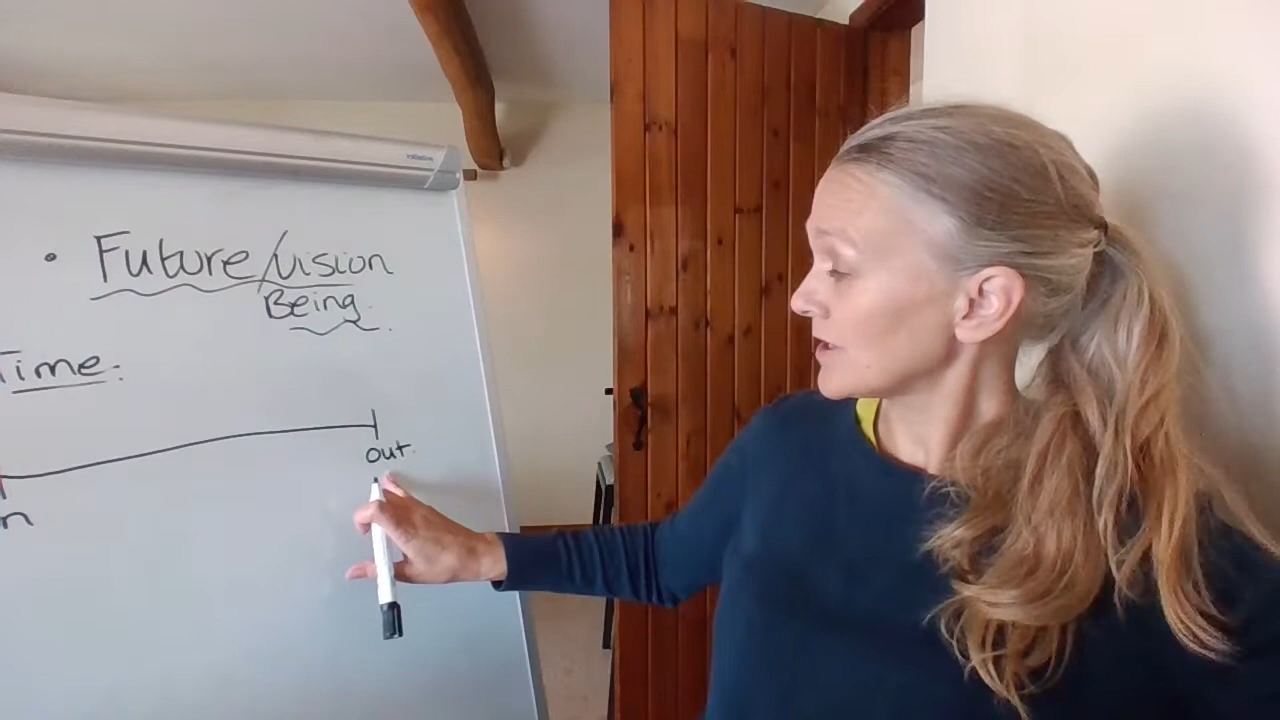 • Future/Vision
Being.
Time:
out.
n